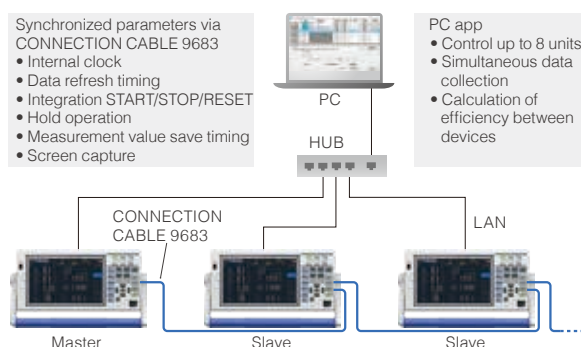 Synchronized parameters via
CONNECTION CABLE 9683
• Internal clock
• Data refresh timing
• Integration START/STOP/RESET
• Hold operation
• Measurement value save timing
• Screen capture
PC app
• Control up to 8 units
• Simultaneous data
collection
• Calculation of
efficiency between
devices
PC
HUB
CONNECTION
CABLE 9683
LAN
Master
Slave
Slave